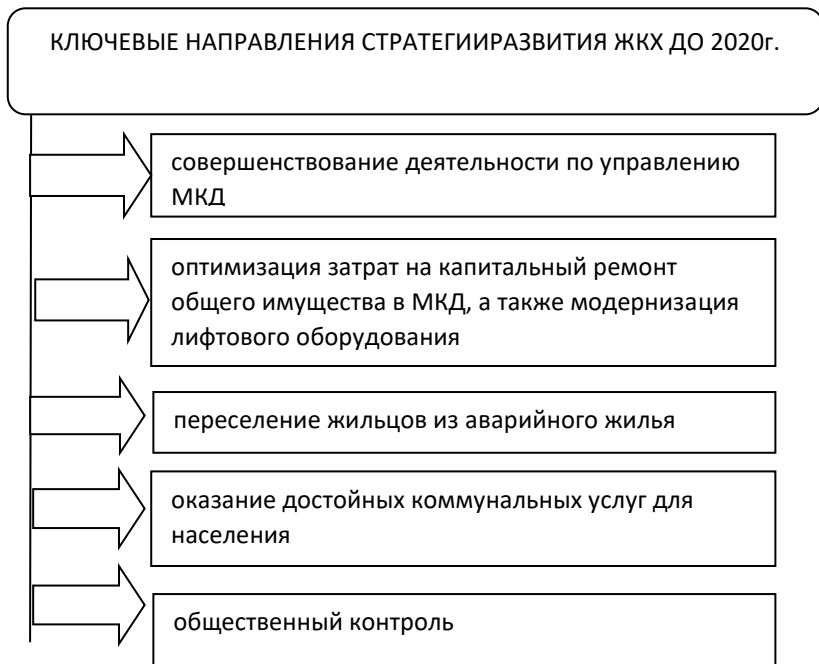 КЛЮЧЕВЫЕ НАПРАВЛЕНИЯ СТРАТЕГИИРАЗВИТИЯ ЖКХ ДО 2020г.
совершенствование деятельности по управлению
МКД
оптимизация затрат на капитальный ремонт
общего имущества в МКД, а также модернизация
лифтового оборудования
переселение жильцов из аварийного жилья
оказание достойных коммунальных услуг для
населения
общественный контроль